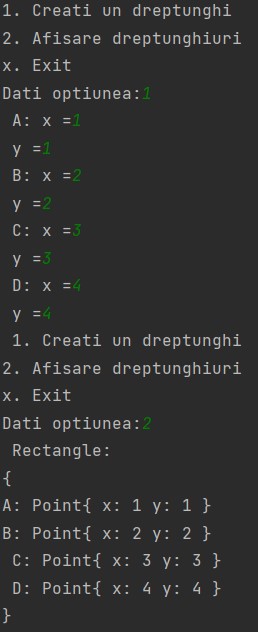 1. Creati un dreptunghi
2. Afisare dreptunghiuri
x. Exit
Dati optiunea:1
A: x =1
y =1
B: x =2
y =2
C: x =3
y =3
D: x =4
y =4
1. Creati un dreptunghi
2. Afisare dreptunghiuri
x. Exit
Dati optiunea:2
Rectangle:
{
A: Point{ x: 1 y: 1 }
B: Point{ x: 2 y: 2 }
C: Point{ x: 3 y: 3 }
D: Point{ x: 4 y: 4 }
}